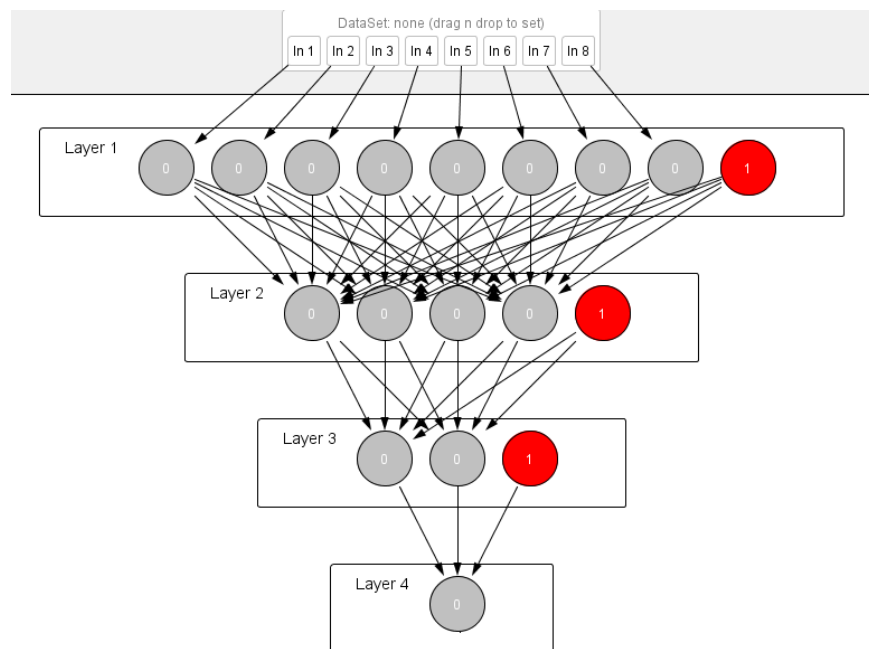 DataSet: none (drag n drop to set)
In 1 In 2 In 3 In 4 In 5 In 6 In 7 In 8
Layer 1
0 0 0 0 0 0 0 0 1
Layer 2
0 0 0 0 1
Layer 3
0 0 1
Layer 4
0